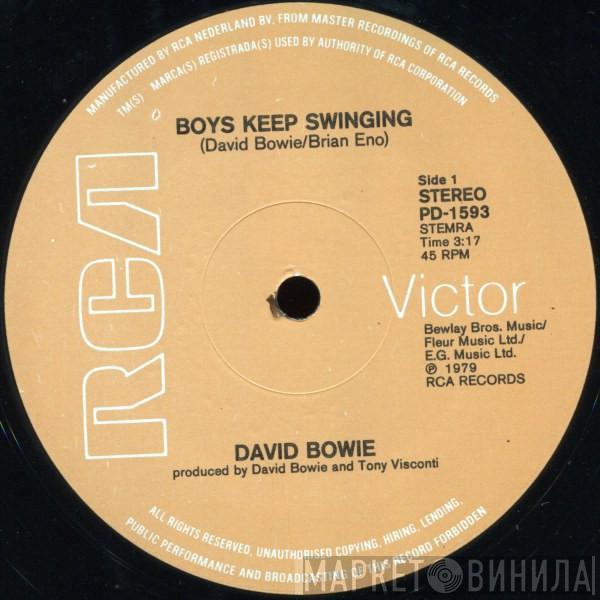 MANUFACTURED BY RCA NEDERLAND BV. FROM MASTER RECORDINGS OF RCA RECORDS
TM(S) MARCA(S) REGISTRADA(S) USED BY AUTHORITY OF RCA CORPORATION
BOYS KEEP SWINGING
(David Bowie/Brian Eno)
Side 1
STEREO
PD-1593
STEMRA
Time 3:17
45 RPM
RCA
Victor
Bewlay Bros. Music/
Fleur Music Ltd./
E.G. Music Ltd.
℗ 1979
RCA RECORDS
DAVID BOWIE
produced by David Bowie and Tony Visconti
ALL RIGHTS RESERVED, UNAUTHORISED COPYING, HIRING, LENDING,
PUBLIC PERFORMANCE AND BROADCASTING OF THIS RECORD FORBIDDEN
МАРКЕТ ВИНИЛА